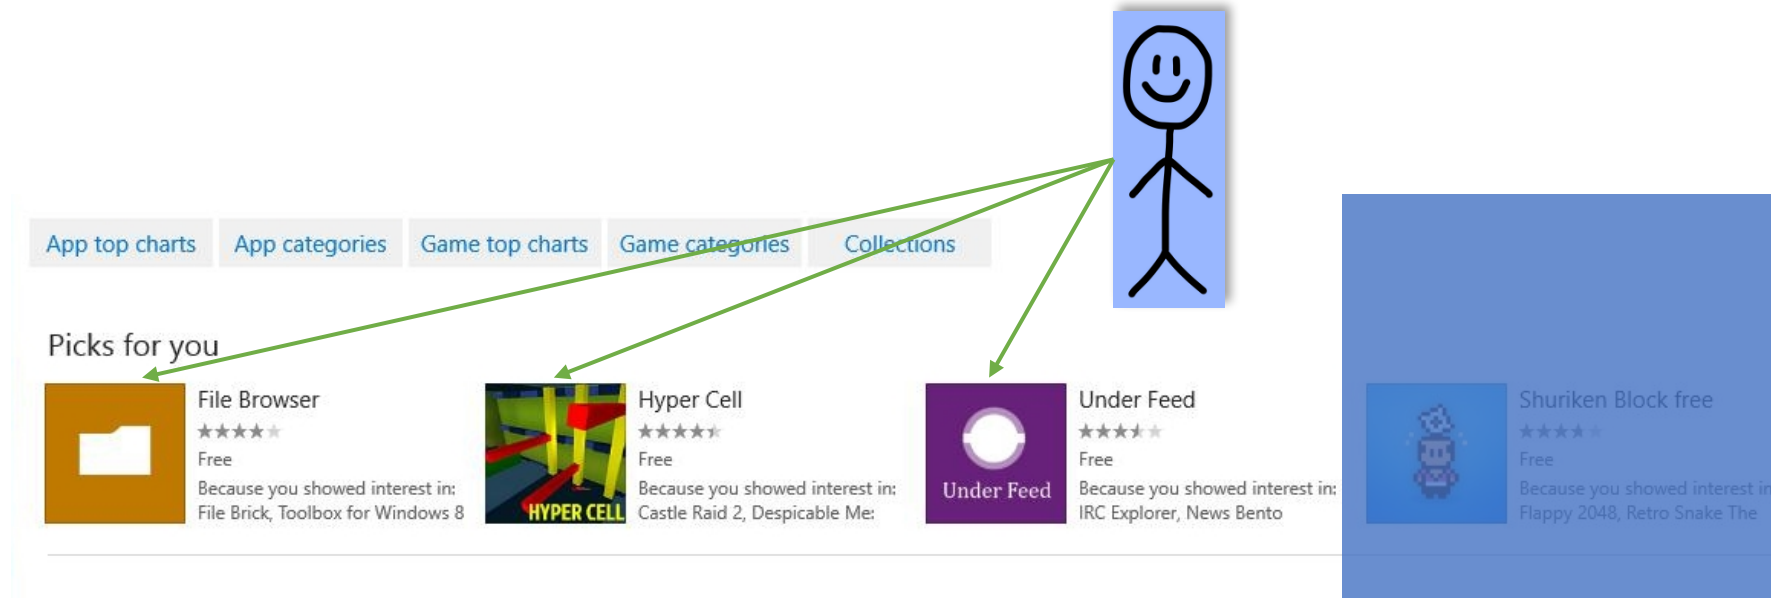 App top charts
App categories
Game top charts
Game categories
Collections
Picks for you
File Browser
Free
Because you showed interest in:
File Brick, Toolbox for Windows 8
HYPER CELL
Hyper Cell
Free
Because you showed interest in:
Castle Raid 2, Despicable Me:
Under Feed
Under Feed
Free
Because you showed interest in:
IRC Explorer, News Bento
Shuriken Block free
Free
Because you showed interest in
Flappy 2048, Retro Snake The